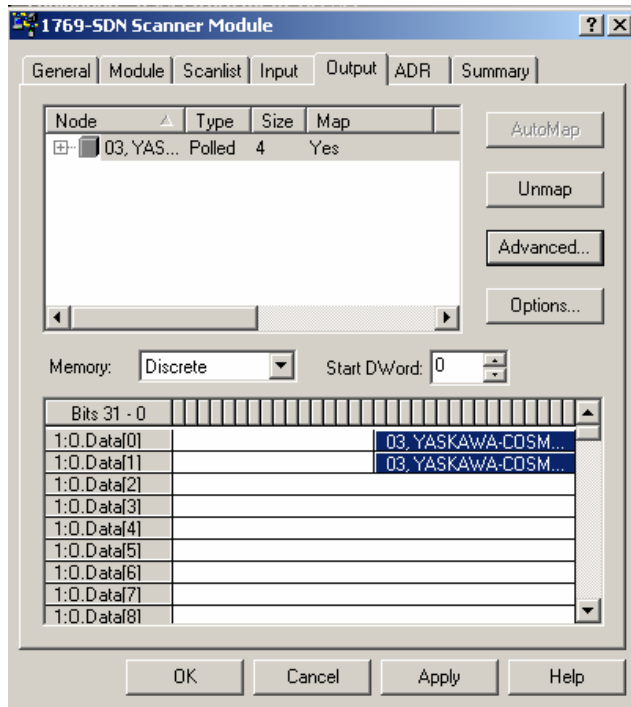 1769-SDN Scanner Module
General Module Scanlist Input Output ADR Summary
Node Type Size Map
03, YAS... Polled 4 Yes
AutoMap
Unmap
Advanced...
Options...
Memory: Discrete Start DWord: 0
Bits 31 - 0
1:O.Data[0] 03, YASKAWA-COSM...
1:O.Data[1] 03, YASKAWA-COSM...
1:O.Data[2]
1:O.Data[3]
1:O.Data[4]
1:O.Data[5]
1:O.Data[6]
1:O.Data[7]
1:O.Data[8]
OK Cancel Apply Help